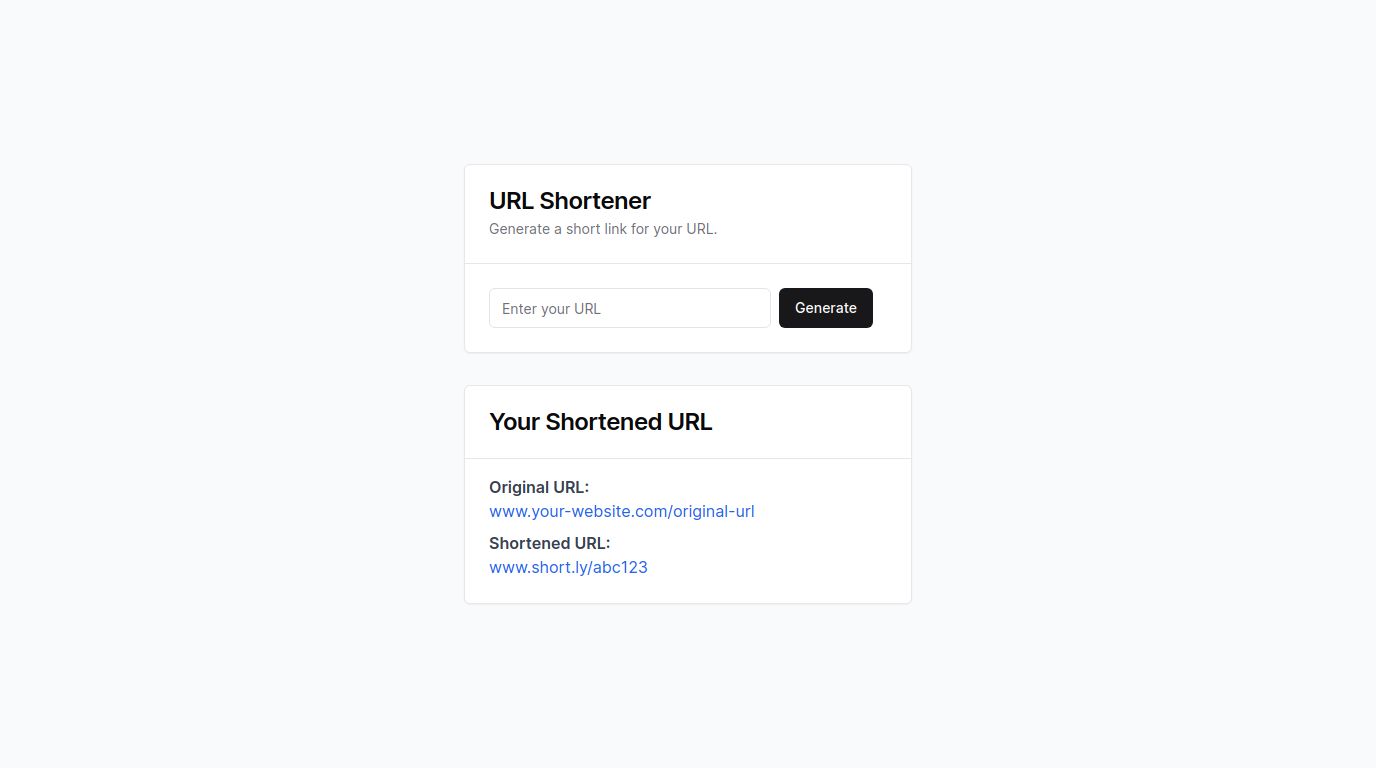 URL Shortener
Generate a short link for your URL.
Enter your URL
Generate
Your Shortened URL
Original URL:
www.your-website.com/original-url
Shortened URL:
www.short.ly/abc123